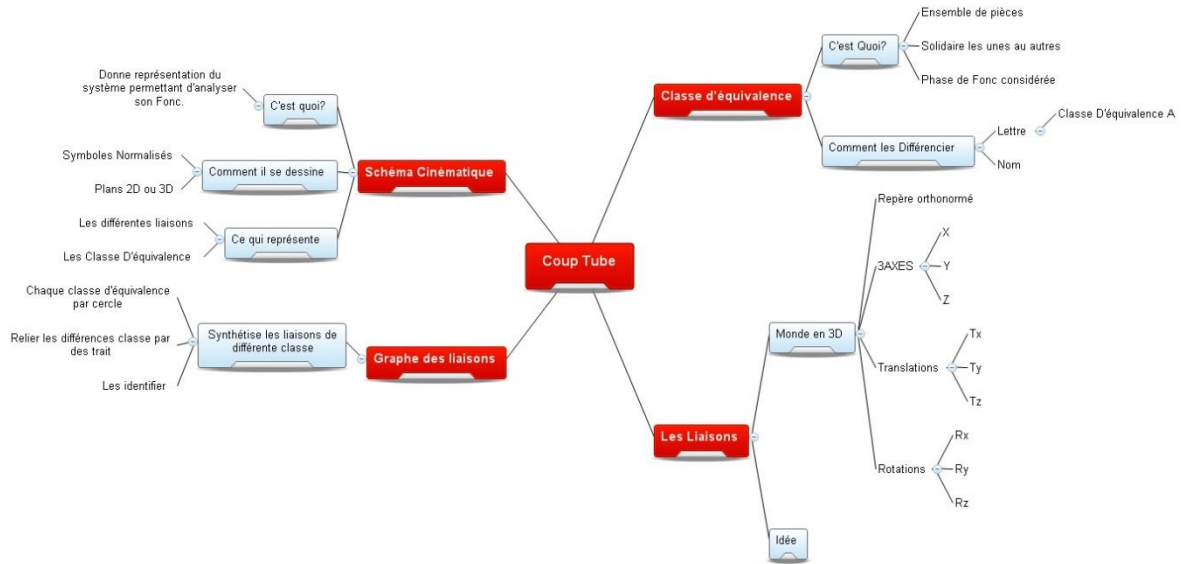 Coup Tube
Classe d'équivalence
C'est Quoi?
Ensemble de pièces
Solidaire les unes au autres
Phase de Fonc considérée
Comment les Différencier
Lettre
Classe D'équivalence A
Nom
Les Liaisons
Monde en 3D
Repère orthonormé
3AXES
X
Y
Z
Translations
Tx
Ty
Tz
Rotations
Rx
Ry
Rz
Idée
Schéma Cinématique
C'est quoi?
Donne représentation du
système permettant d'analyser
son Fonc.
Comment il se dessine
Symboles Normalisés
Plans 2D ou 3D
Ce qui représente
Les différentes liaisons
Les Classe D'équivalence
Graphe des liaisons
Synthétise les liaisons de
différente classe
Chaque classe d'équivalence
par cercle
Relier les différences classe par
des trait
Les identifier